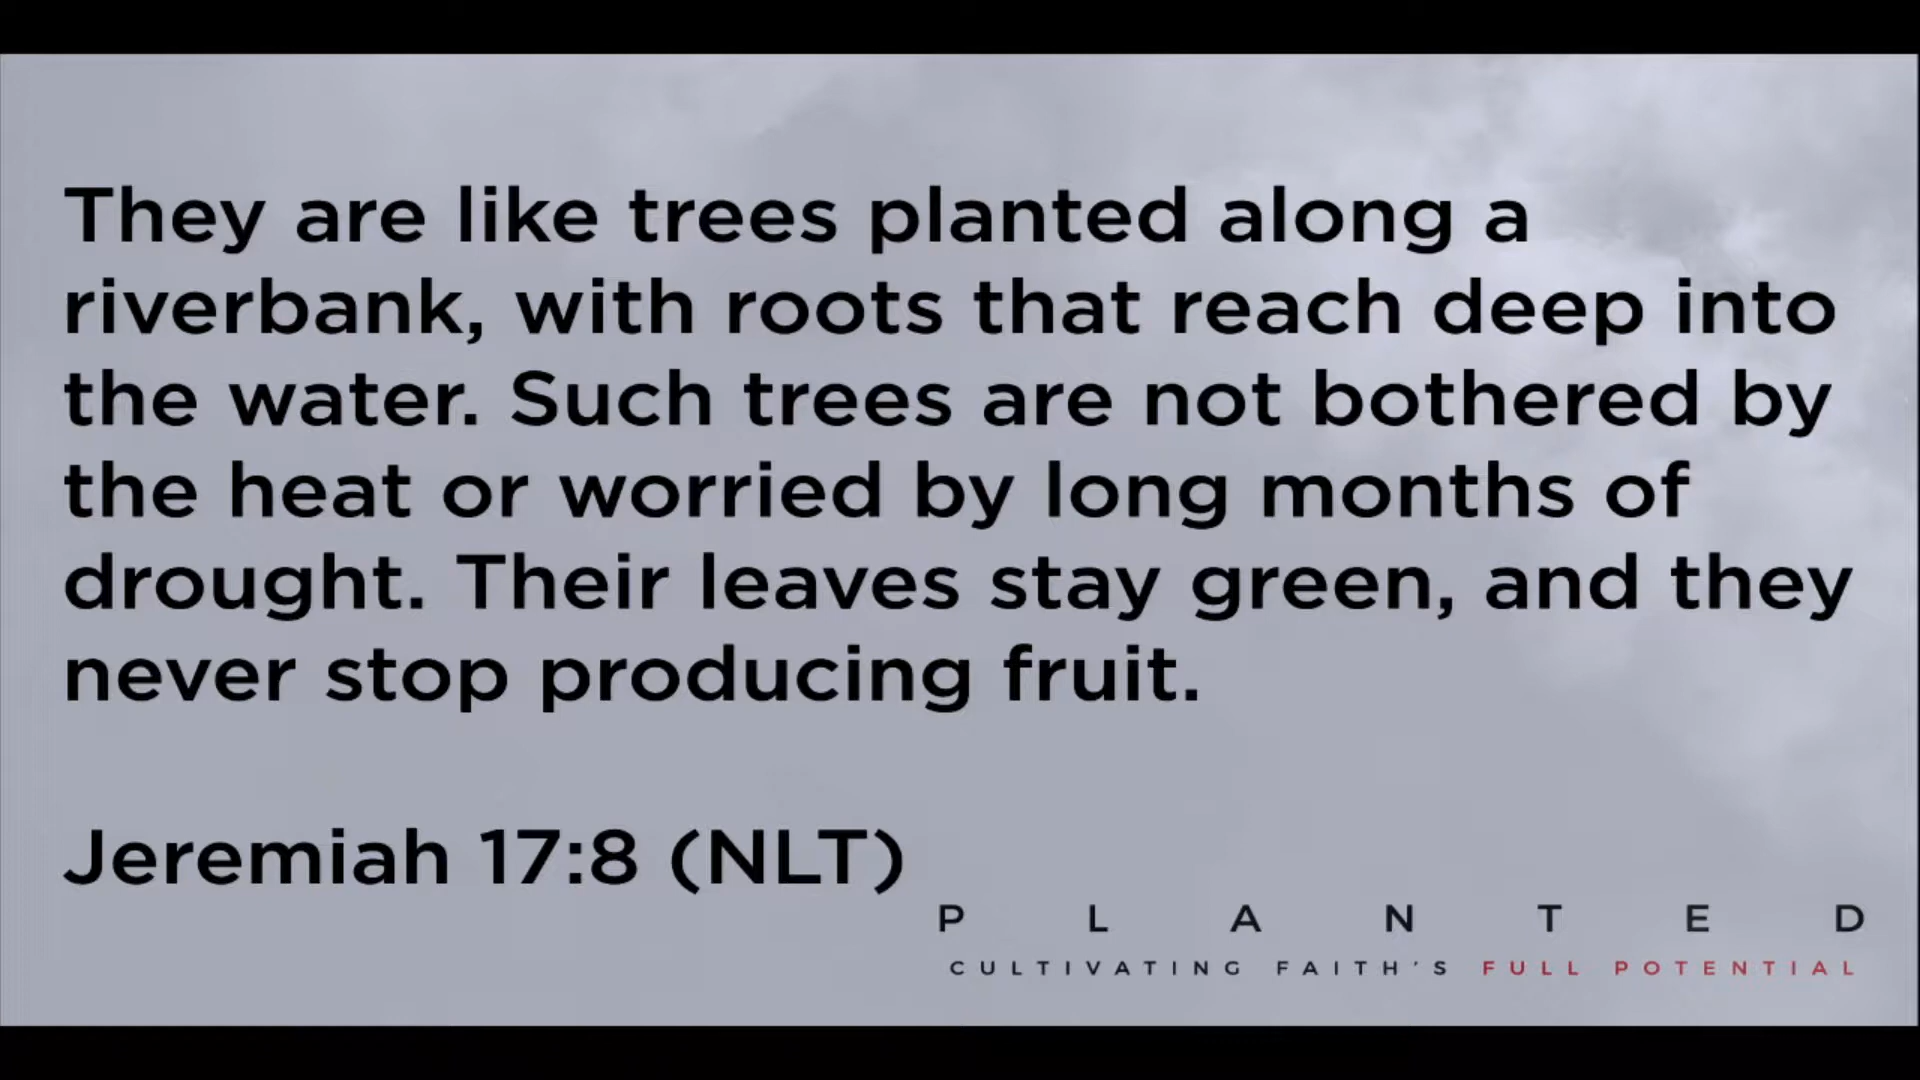 They are like trees planted along a
riverbank, with roots that reach deep into
the water. Such trees are not bothered by
the heat or worried by long months of
drought. Their leaves stay green, and they
never stop producing fruit.
Jeremiah 17:8 (NLT)
PLANTED
CULTIVATING FAITH'S FULL POTENTIAL